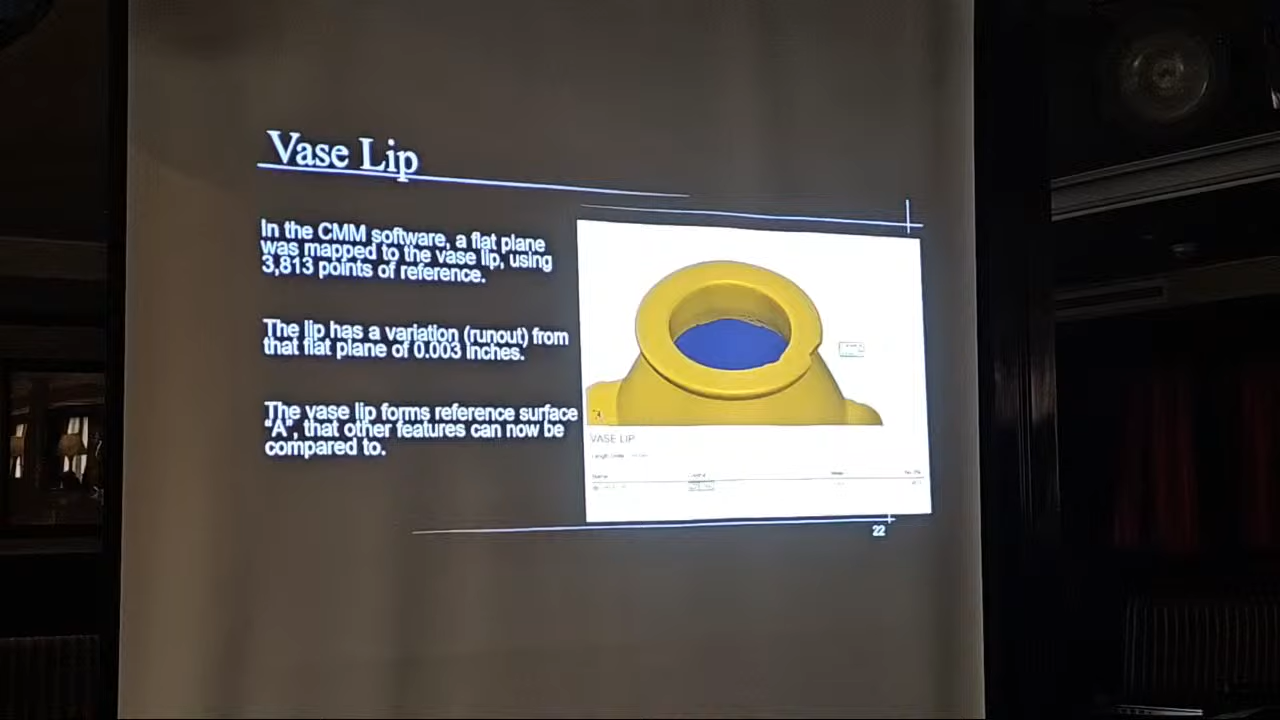 Vase Lip
In the CMM software, a flat plane
was mapped to the vase lip, using
3,813 points of reference.
The lip has a variation (runout) from
that flat plane of 0.003 inches.
The vase lip forms reference surface
"A", that other features can now be
compared to.
VASE LIP
22